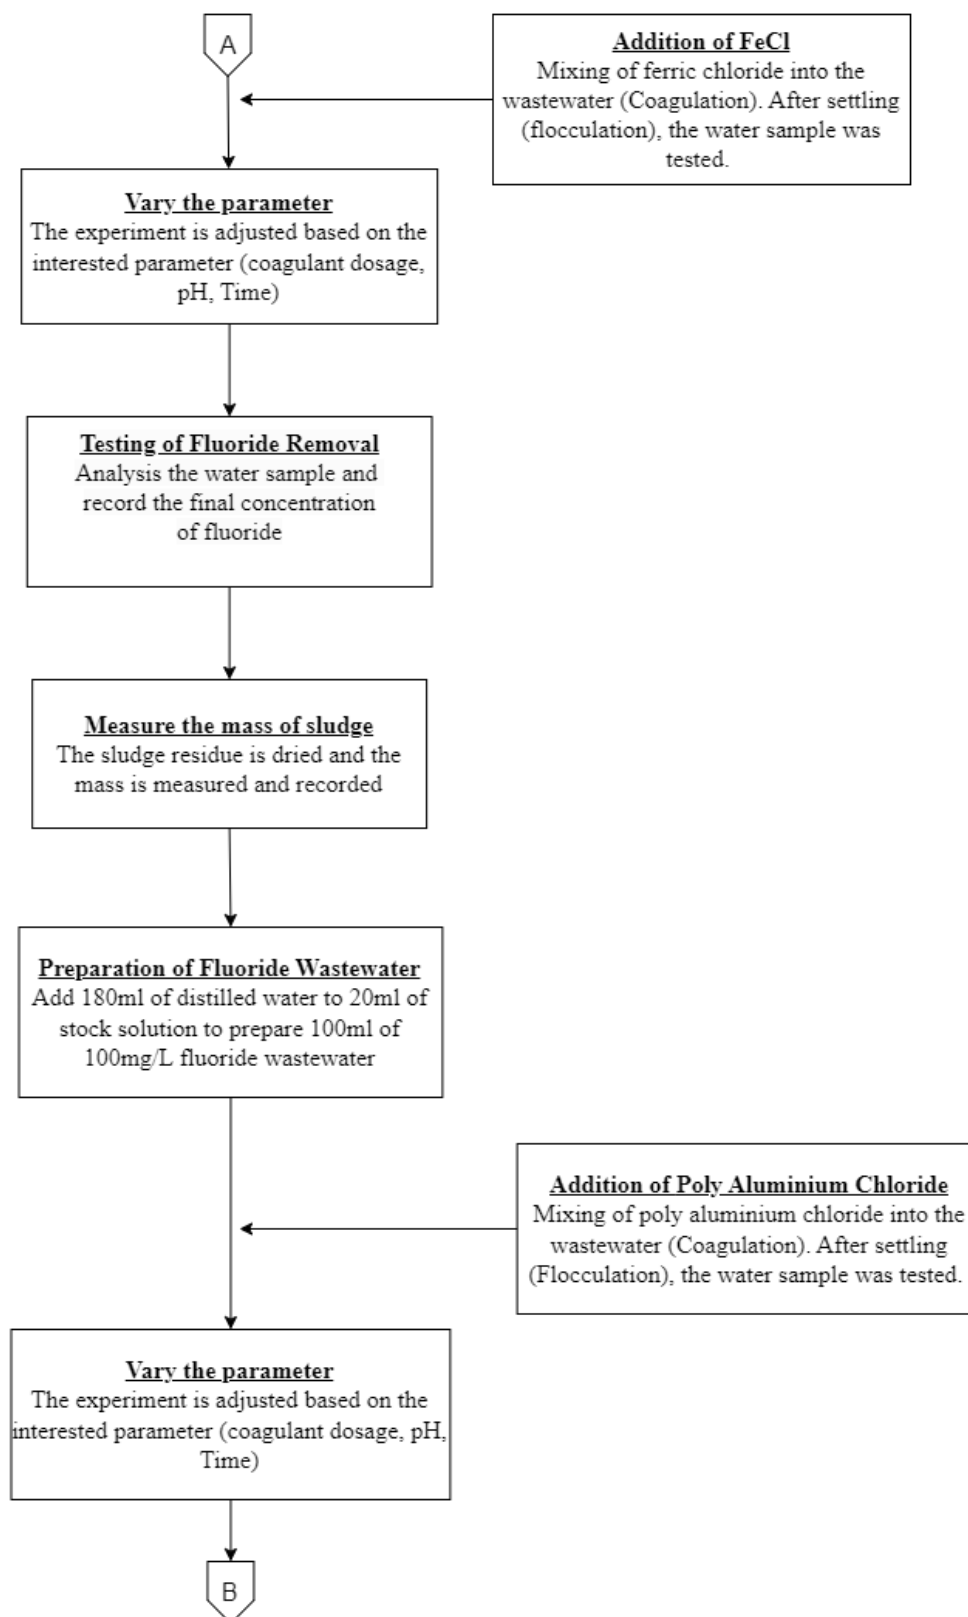 A
Addition of FeCl
Mixing of ferric chloride into the
wastewater (Coagulation). After settling
(flocculation), the water sample was
tested.
Vary the parameter
The experiment is adjusted based on the
interested parameter (coagulant dosage,
pH, Time)
Testing of Fluoride Removal
Analysis the water sample and
record the final concentration
of fluoride
Measure the mass of sludge
The sludge residue is dried and the
mass is measured and recorded
Preparation of Fluoride Wastewater
Add 180ml of distilled water to 20ml of
stock solution to prepare 100ml of
100mg/L fluoride wastewater
Addition of Poly Aluminium Chloride
Mixing of poly aluminium chloride into the
wastewater (Coagulation). After settling
(Flocculation), the water sample was tested.
Vary the parameter
The experiment is adjusted based on the
interested parameter (coagulant dosage, pH,
Time)
B